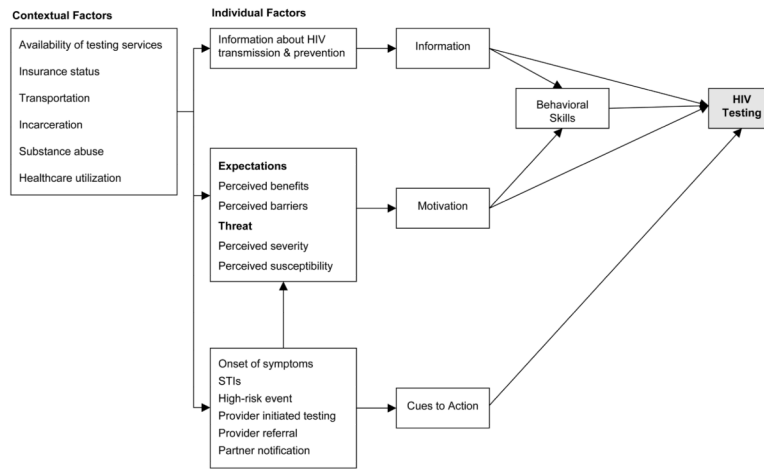 Contextual Factors
Availability of testing services
Insurance status
Transportation
Incarceration
Substance abuse
Healthcare utilization
Individual Factors
Information about HIV
transmission & prevention
Expectations
Perceived benefits
Perceived barriers
Threat
Perceived severity
Perceived susceptibility
Onset of symptoms
STIs
High-risk event
Provider initiated testing
Provider referral
Partner notification
Information
Motivation
Cues to Action
Behavioral
Skills
HIV
Testing